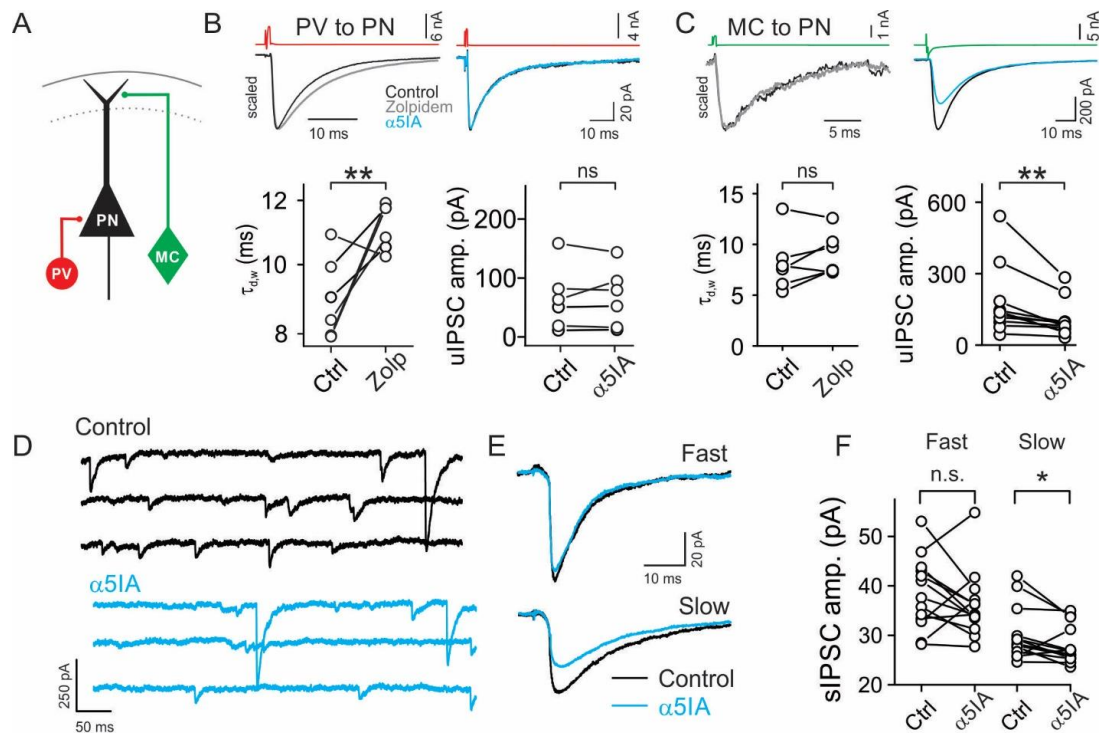 A
PV
PN
MC
B
PV to PN
6 nA
4 nA
scaled
Control
Zolpidem
α5IA
10 ms
20 pA
10 ms
**
12
10
8
τd,w (ms)
Ctrl
Zolp
ns
200
100
0
uIPSC amp. (pA)
Ctrl
α5IA
C
MC to PN
1 nA
5 nA
scaled
5 ms
200 pA
10 ms
ns
15
10
5
0
τd,w (ms)
Ctrl
Zolp
**
600
300
0
uIPSC amp. (pA)
Ctrl
α5IA
D
Control
α5IA
250 pA
50 ms
E
Fast
20 pA
10 ms
Slow
Control
α5IA
F
Fast
Slow
n.s.
*
50
40
30
20
sIPSC amp. (pA)
Ctrl
α5IA
Ctrl
α5IA